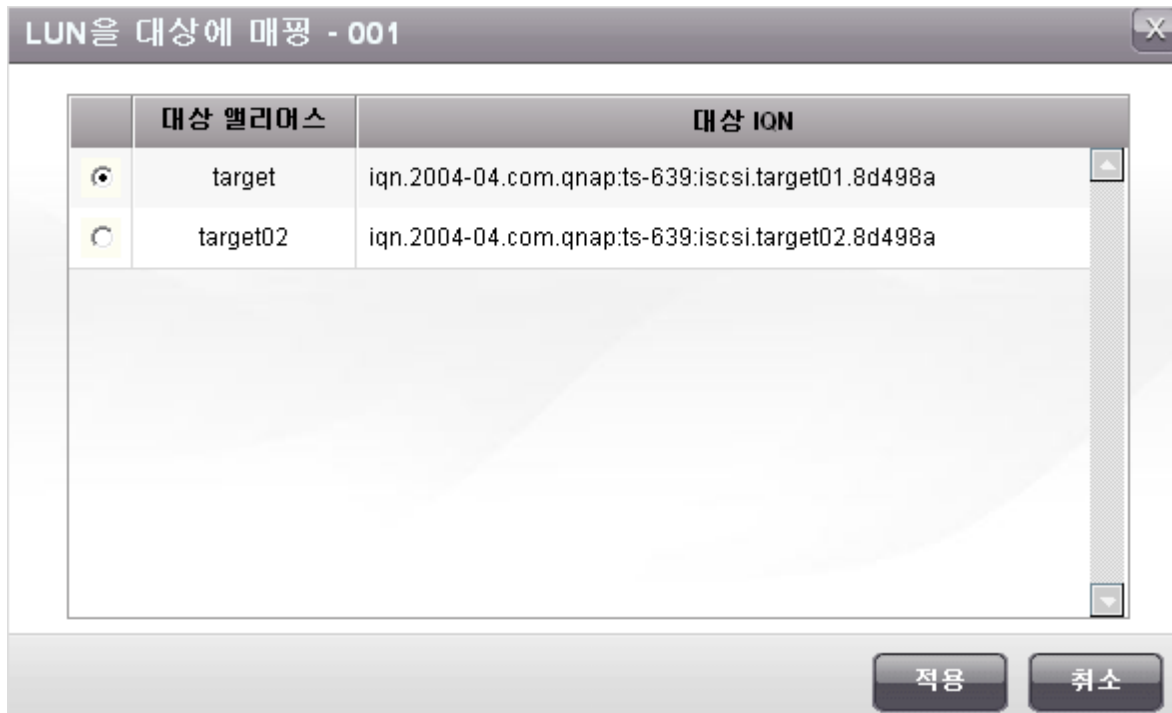 LUN을 대상에 매핑 - 001
대상 앨리어스 대상 IQN
target iqn.2004-04.com.qnap:ts-639:iscsi.target01.8d498a
target02 iqn.2004-04.com.qnap:ts-639:iscsi.target02.8d498a
적용 취소